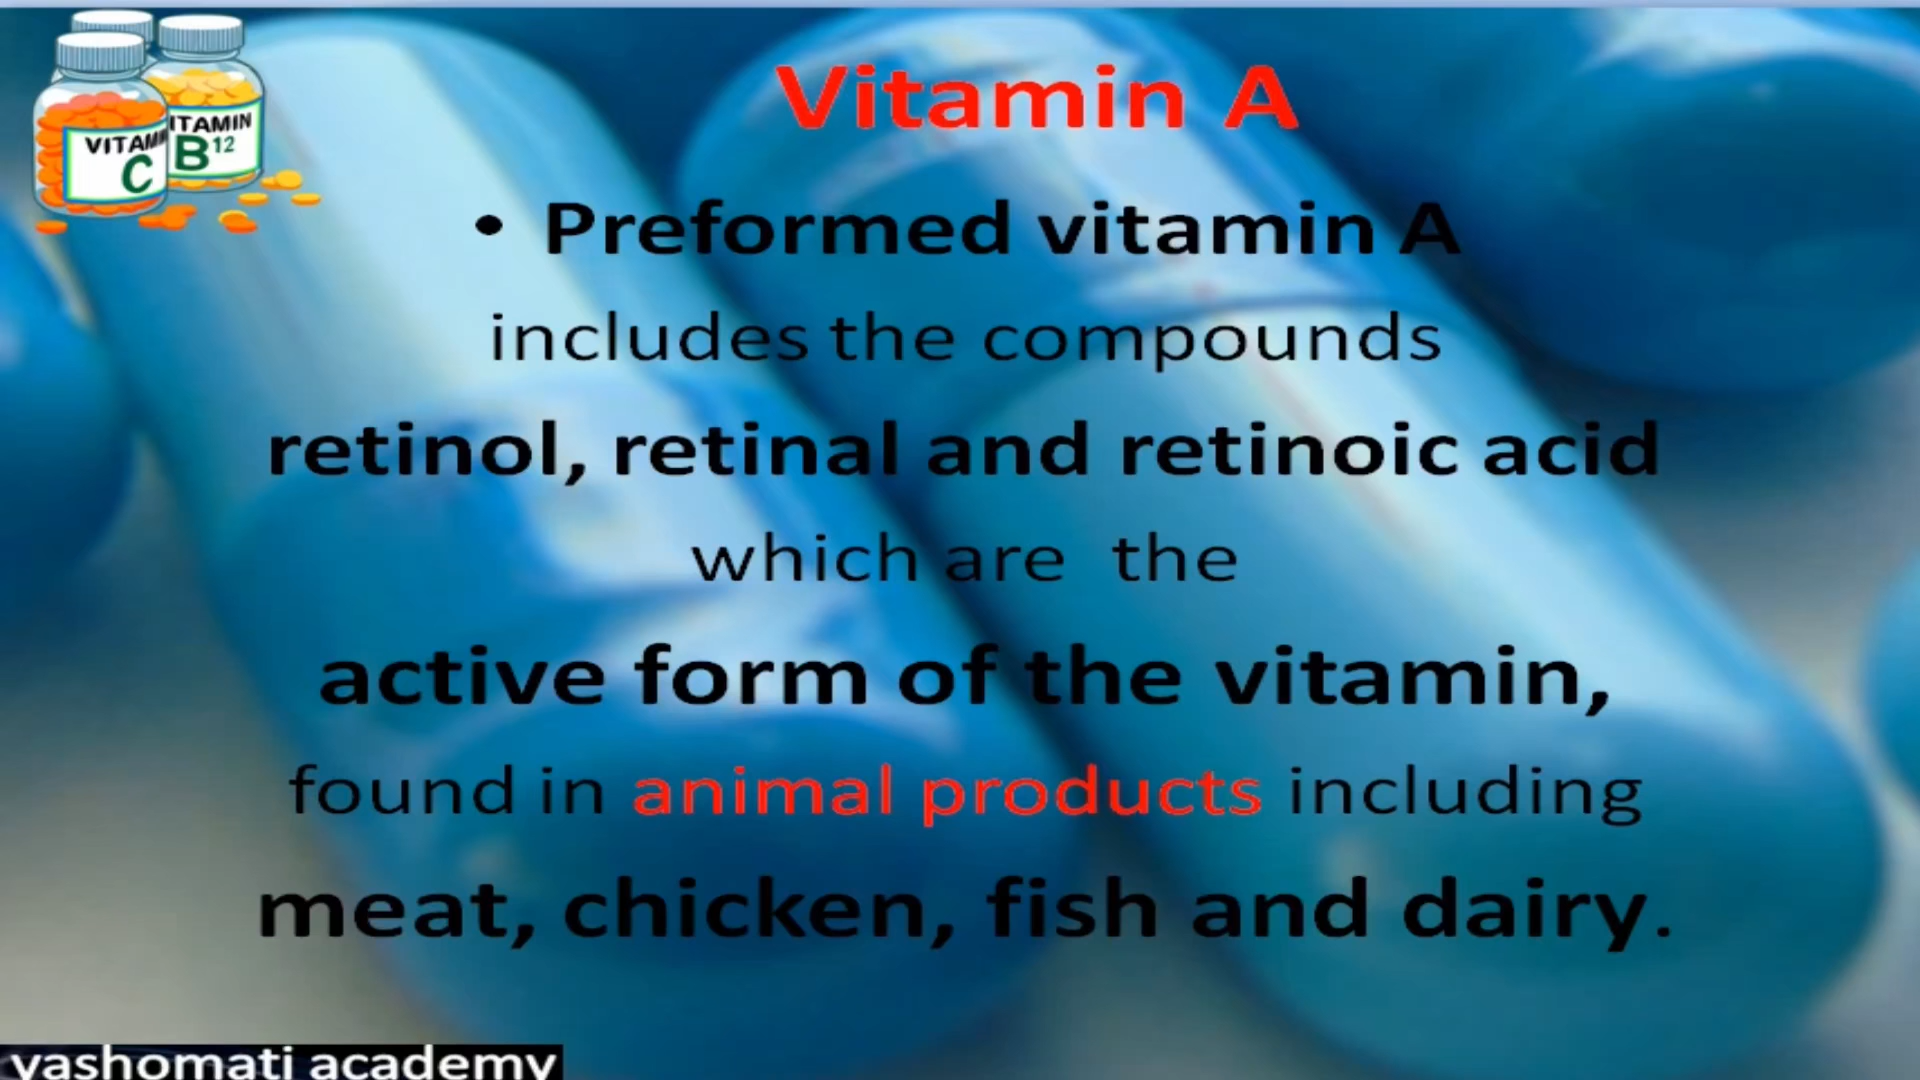 Vitamin A
VITAMIN
C
ITAMIN
B12
• Preformed vitamin A
includes the compounds
retinol, retinal and retinoic acid
which are the
active form of the vitamin,
found in animal products including
meat, chicken, fish and dairy.
yashomati academy